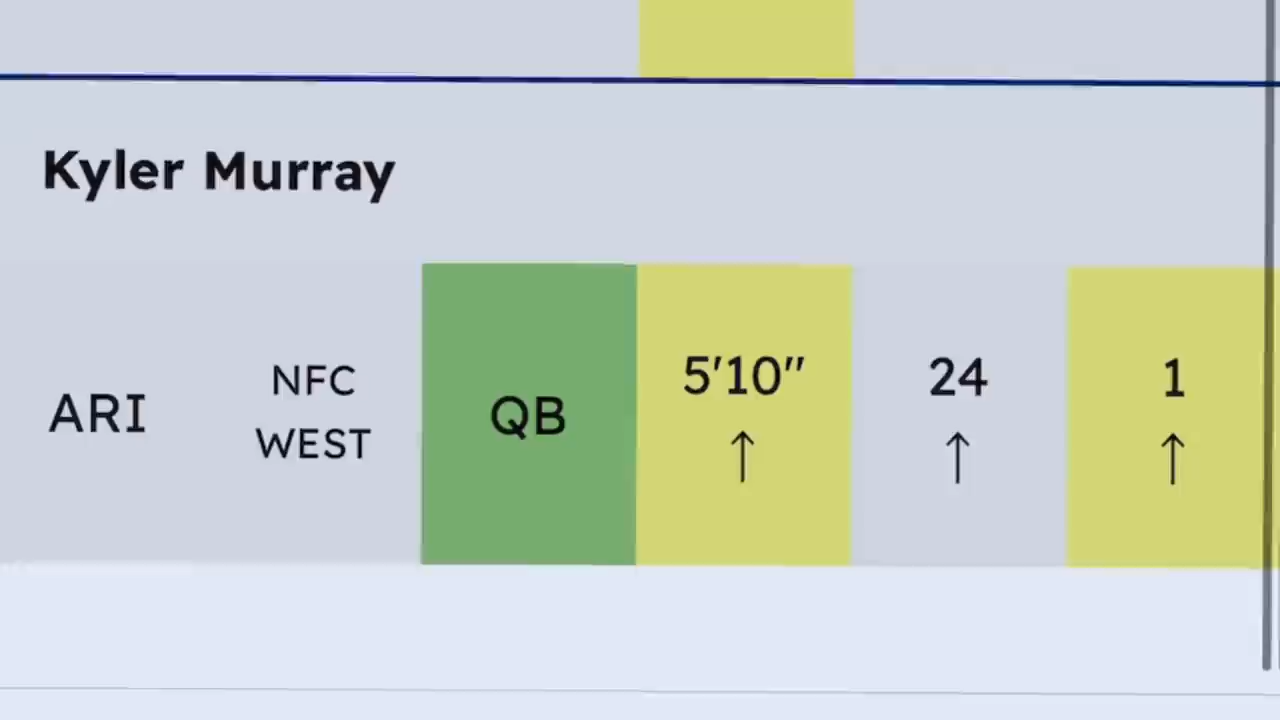 Kyler Murray
ARI
NFC
WEST
QB
5'10"
↑
24
↑
1
↑